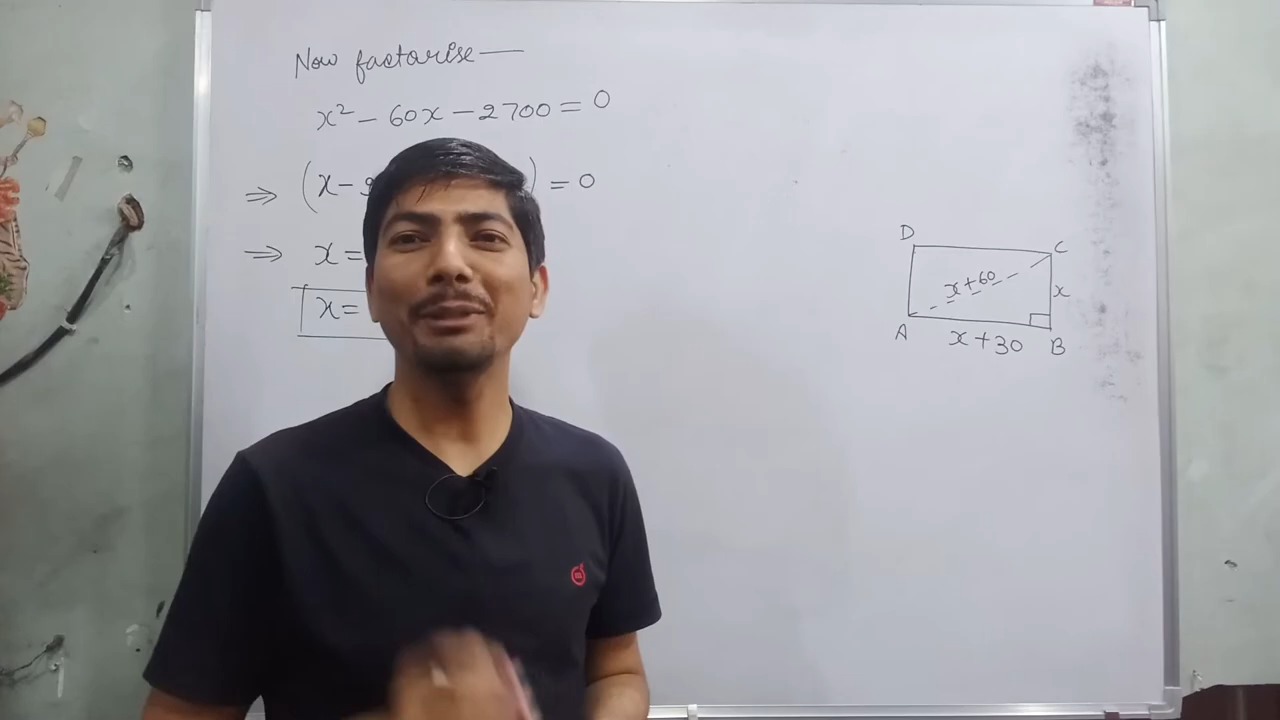 Now factorise —
x² - 60x - 2700 = 0
⇒ (x - 9 ) = 0
⇒ x =
x =
D
C
x+60
x
A
x+30
B
m